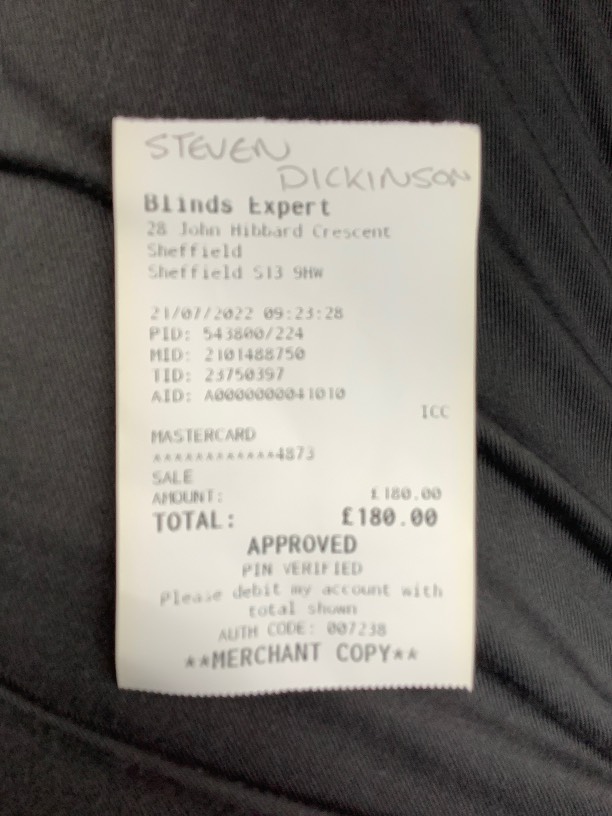 STEVEN
DICKINSON
Blinds Expert
28 John Hibbard Crescent
Sheffield
Sheffield S13 9HW
21/07/2022 09:23:28
PID: 543800/224
MID: 2101488750
TID: 23750397
AID: A0000000041010
ICC
MASTERCARD
************4873
SALE
AMOUNT: £180.00
TOTAL: £180.00
APPROVED
PIN VERIFIED
Please debit my account with
total shown
AUTH CODE: 007238
**MERCHANT COPY**